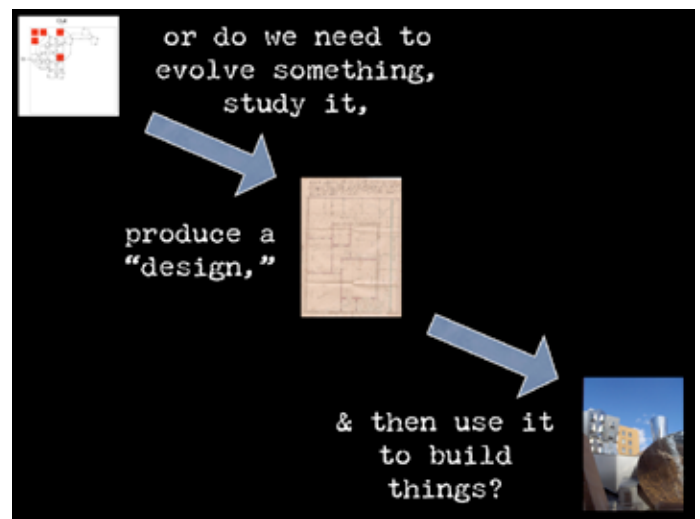 or do we need to
evolve something,
study it,
produce a
“design,”
& then use it
to build
things?